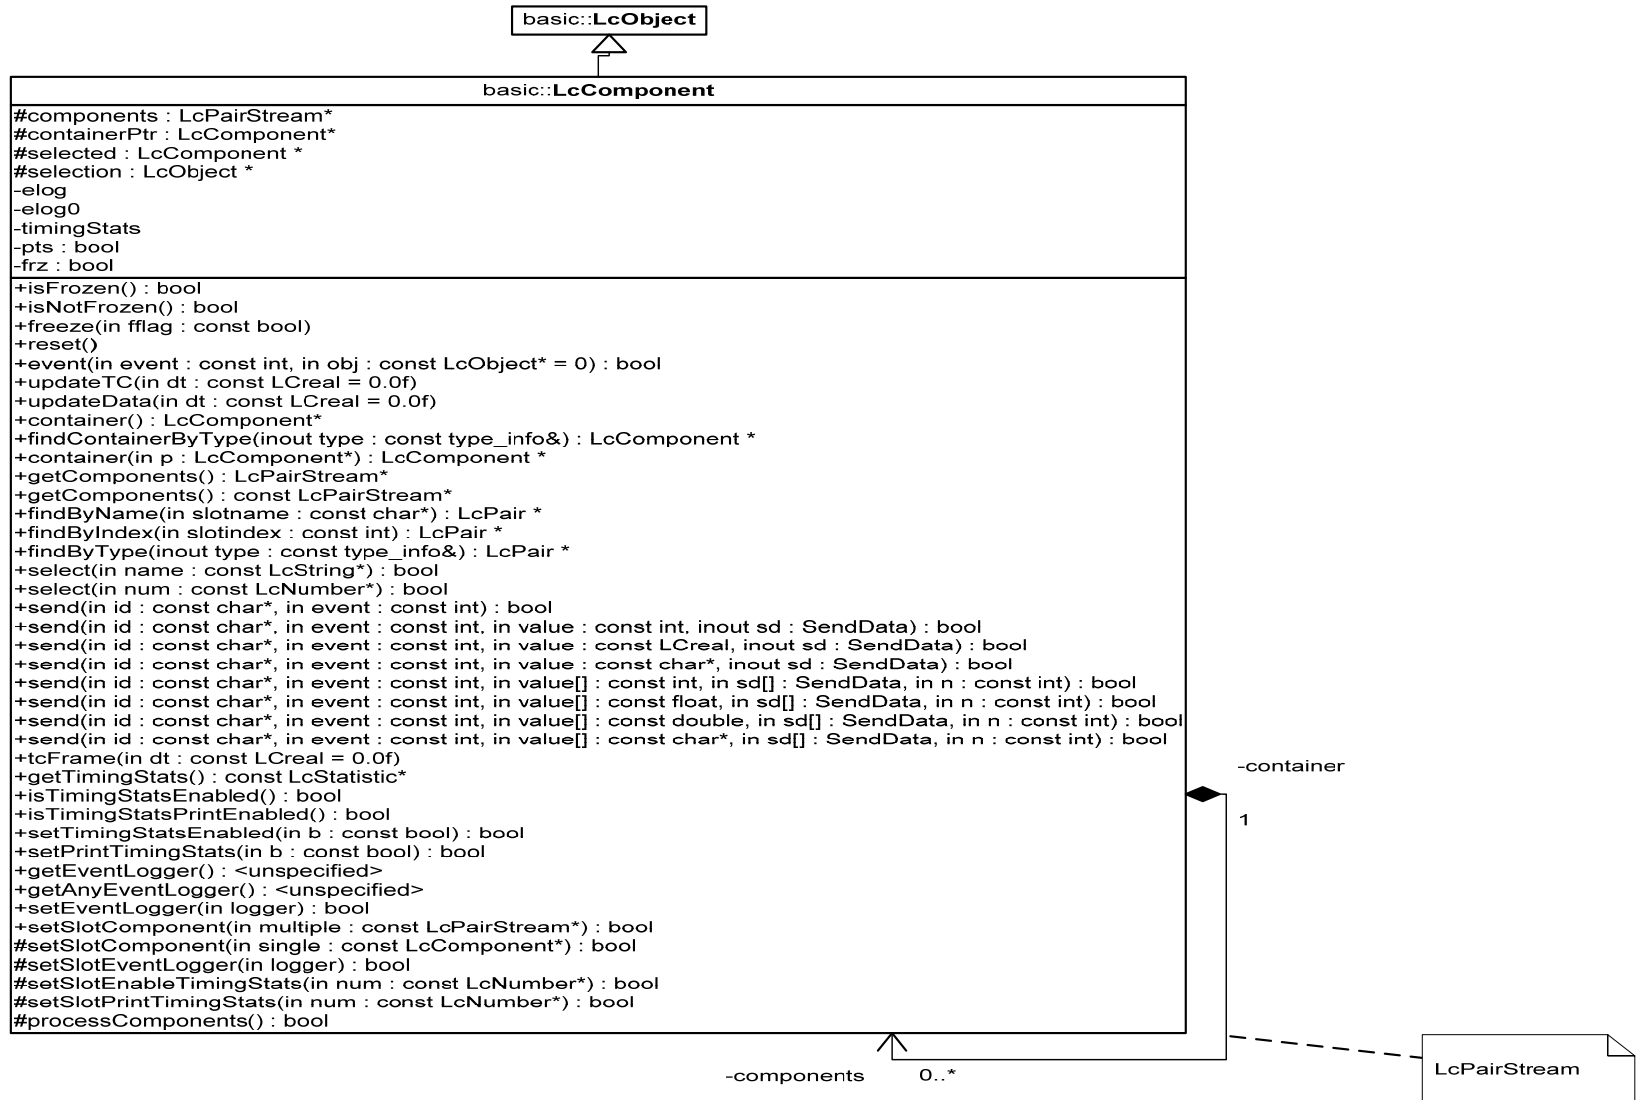 basic::LcObject
basic::LcComponent
#components : LcPairStream*
#containerPtr : LcComponent*
#selected : LcComponent *
#selection : LcObject *
-elog
-elog0
-timingStats
-pts : bool
-frz : bool
+isFrozen() : bool
+isNotFrozen() : bool
+freeze(in fflag : const bool)
+reset()
+event(in event : const int, in obj : const LcObject* = 0) : bool
+updateTC(in dt : const LCreal = 0.0f)
+updateData(in dt : const LCreal = 0.0f)
+container() : LcComponent*
+findContainerByType(inout type : const type_info&) : LcComponent *
+container(in p : LcComponent*) : LcComponent *
+getComponents() : LcPairStream*
+getComponents() : const LcPairStream*
+findByName(in slotname : const char*) : LcPair *
+findByIndex(in slotindex : const int) : LcPair *
+findByType(inout type : const type_info&) : LcPair *
+select(in name : const LcString*) : bool
+select(in num : const LcNumber*) : bool
+send(in id : const char*, in event : const int) : bool
+send(in id : const char*, in event : const int, in value : const int, inout sd : SendData) : bool
+send(in id : const char*, in event : const int, in value : const LCreal, inout sd : SendData) : bool
+send(in id : const char*, in event : const int, in value : const char*, inout sd : SendData) : bool
+send(in id : const char*, in event : const int, in value[] : const int, in sd[] : SendData, in n : const int) : bool
+send(in id : const char*, in event : const int, in value[] : const float, in sd[] : SendData, in n : const int) : bool
+send(in id : const char*, in event : const int, in value[] : const double, in sd[] : SendData, in n : const int) : bool
+send(in id : const char*, in event : const int, in value[] : const char*, in sd[] : SendData, in n : const int) : bool
+tcFrame(in dt : const LCreal = 0.0f)
+getTimingStats() : const LcStatistic*
+isTimingStatsEnabled() : bool
+isTimingStatsPrintEnabled() : bool
+setTimingStatsEnabled(in b : const bool) : bool
+setPrintTimingStats(in b : const bool) : bool
+getEventLogger() : <unspecified>
+getAnyEventLogger() : <unspecified>
+setEventLogger(in logger) : bool
+setSlotComponent(in multiple : const LcPairStream*) : bool
#setSlotComponent(in single : const LcComponent*) : bool
#setSlotEventLogger(in logger) : bool
#setSlotEnableTimingStats(in num : const LcNumber*) : bool
#setSlotPrintTimingStats(in num : const LcNumber*) : bool
#processComponents() : bool
-container
1
-components
0..*
LcPairStream